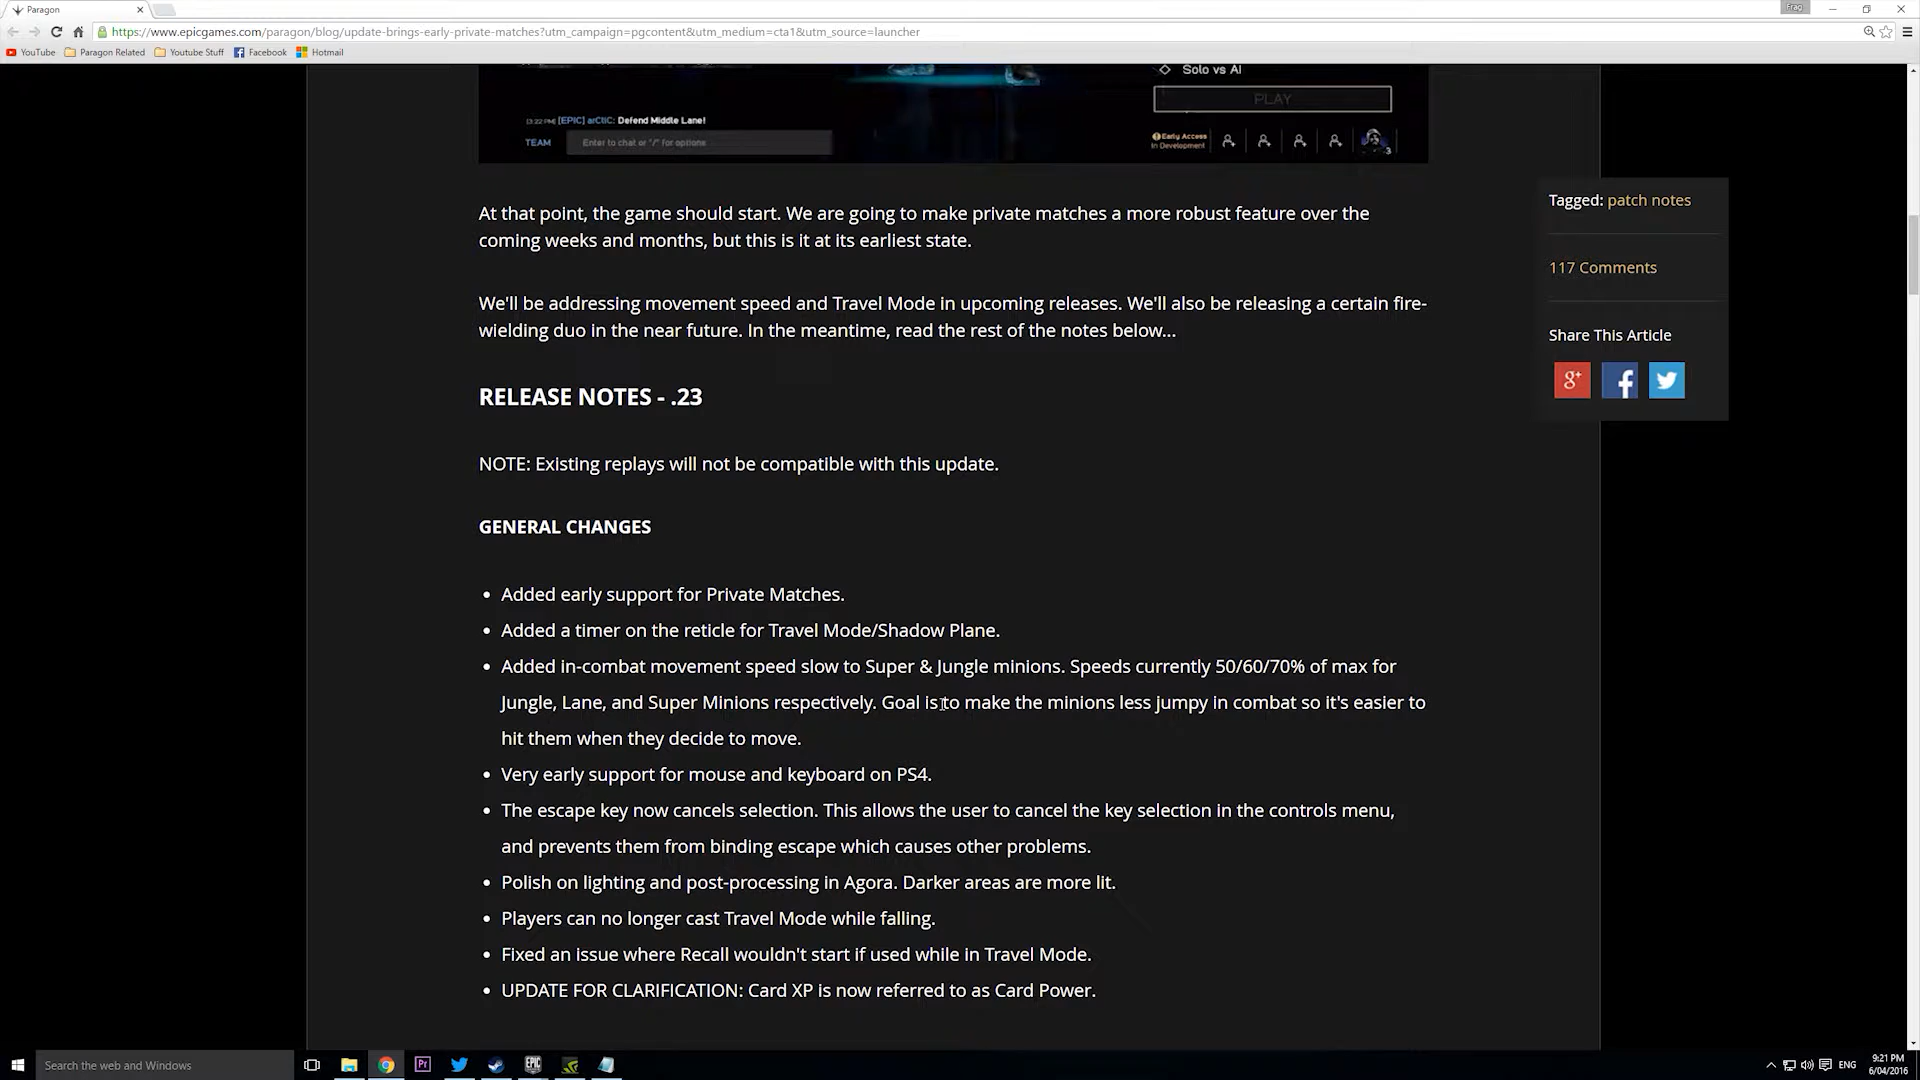 Paragon
Frag
https://www.epicgames.com/paragon/blog/update-brings-early-private-matches?utm_campaign=pgcontent&utm_medium=cta1&utm_source=launcher
YouTube Paragon Related Youtube Stuff Facebook Hotmail
Solo vs AI
PLAY
[3:22 PM] [EPIC] arCtiC: Defend Middle Lane!
TEAM Enter to chat or "/" for options
Early Access
In Development
3
At that point, the game should start. We are going to make private matches a more robust feature over the
coming weeks and months, but this is it at its earliest state.
We'll be addressing movement speed and Travel Mode in upcoming releases. We'll also be releasing a certain fire-
wielding duo in the near future. In the meantime, read the rest of the notes below...
RELEASE NOTES - .23
NOTE: Existing replays will not be compatible with this update.
GENERAL CHANGES
• Added early support for Private Matches.
• Added a timer on the reticle for Travel Mode/Shadow Plane.
• Added in-combat movement speed slow to Super & Jungle minions. Speeds currently 50/60/70% of max for
Jungle, Lane, and Super Minions respectively. Goal is to make the minions less jumpy in combat so it's easier to
hit them when they decide to move.
• Very early support for mouse and keyboard on PS4.
• The escape key now cancels selection. This allows the user to cancel the key selection in the controls menu,
and prevents them from binding escape which causes other problems.
• Polish on lighting and post-processing in Agora. Darker areas are more lit.
• Players can no longer cast Travel Mode while falling.
• Fixed an issue where Recall wouldn't start if used while in Travel Mode.
• UPDATE FOR CLARIFICATION: Card XP is now referred to as Card Power.
Tagged: patch notes
117 Comments
Share This Article
Search the web and Windows
Pr
EPIC
ENG
9:21 PM
6/04/2016